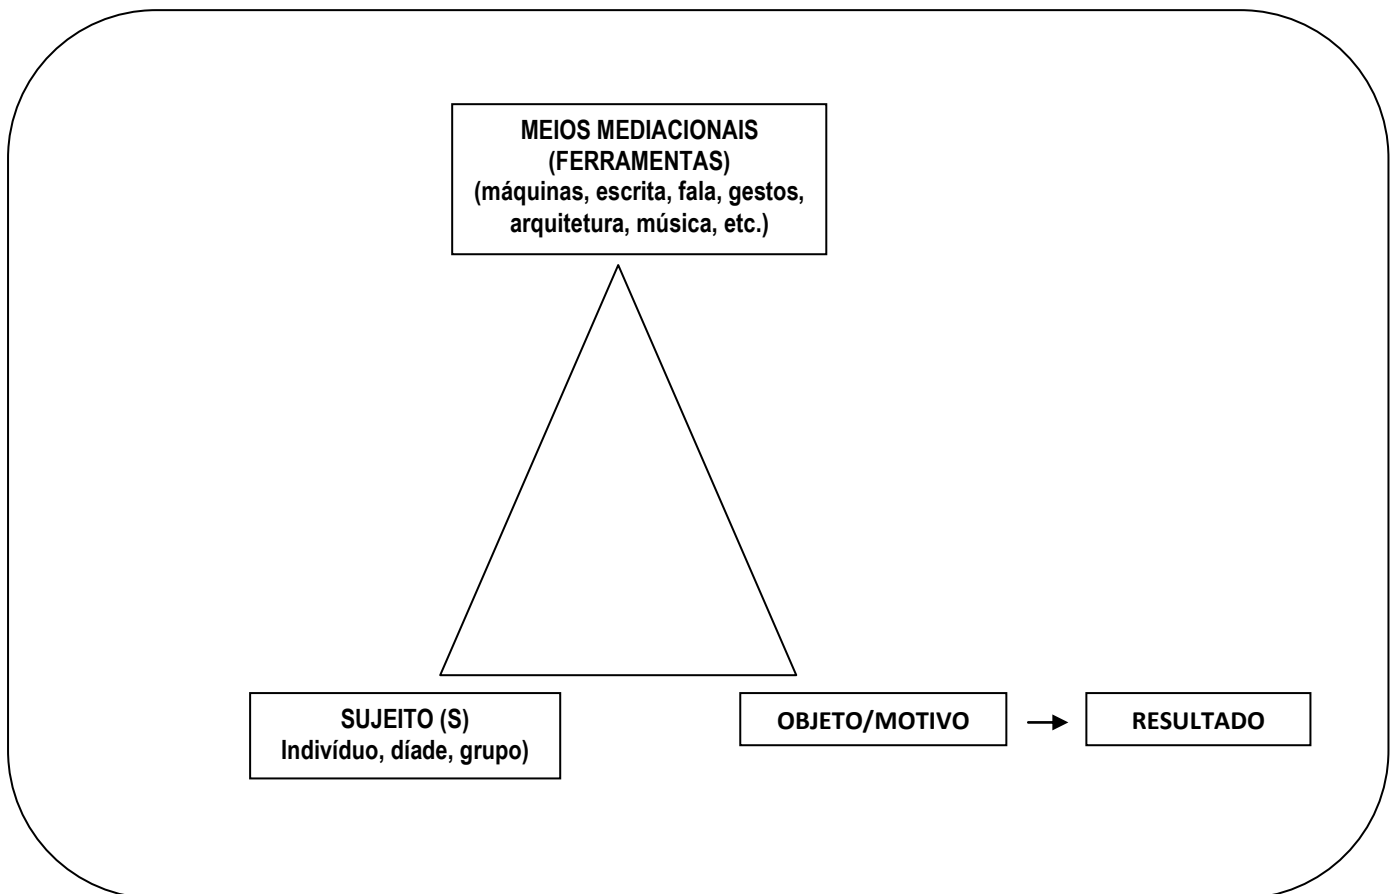 MEIOS MEDIACIONAIS
(FERRAMENTAS)
(máquinas, escrita, fala, gestos,
arquitetura, música, etc.)
SUJEITO (S)
Indivíduo, díade, grupo)
OBJETO/MOTIVO
RESULTADO